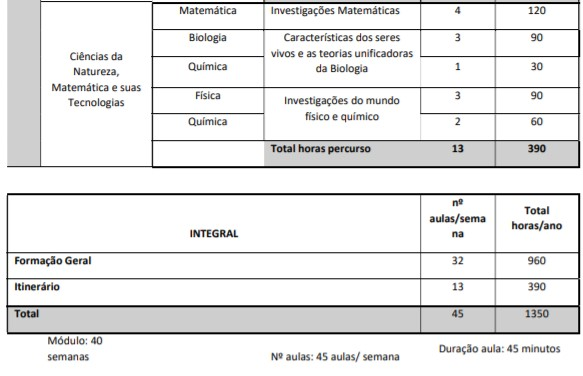 Matemática Investigações Matemáticas 4 120
Ciências da Natureza, Matemática e suas Tecnologias
Biologia 3 90
Características dos seres
vivos e as teorias unificadoras
da Biologia
Química 1 30
Física 3 90
Investigações do mundo
físico e químico
Química 2 60
Total horas percurso 13 390
INTEGRAL
nº
aulas/sema
na
Total
horas/ano
Formação Geral 32 960
Itinerário 13 390
Total 45 1350
Módulo: 40
semanas
Nº aulas: 45 aulas/ semana
Duração aula: 45 minutos